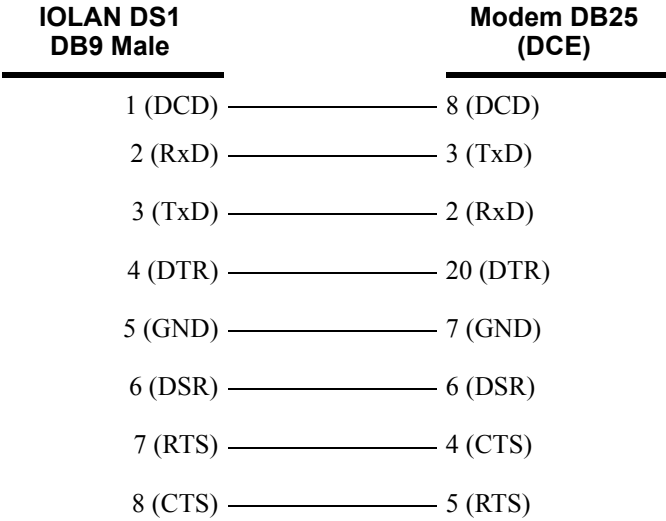 IOLAN DS1
DB9 Male
Modem DB25
(DCE)
1 (DCD) 8 (DCD)
2 (RxD) 3 (TxD)
3 (TxD) 2 (RxD)
4 (DTR) 20 (DTR)
5 (GND) 7 (GND)
6 (DSR) 6 (DSR)
7 (RTS) 4 (CTS)
8 (CTS) 5 (RTS)